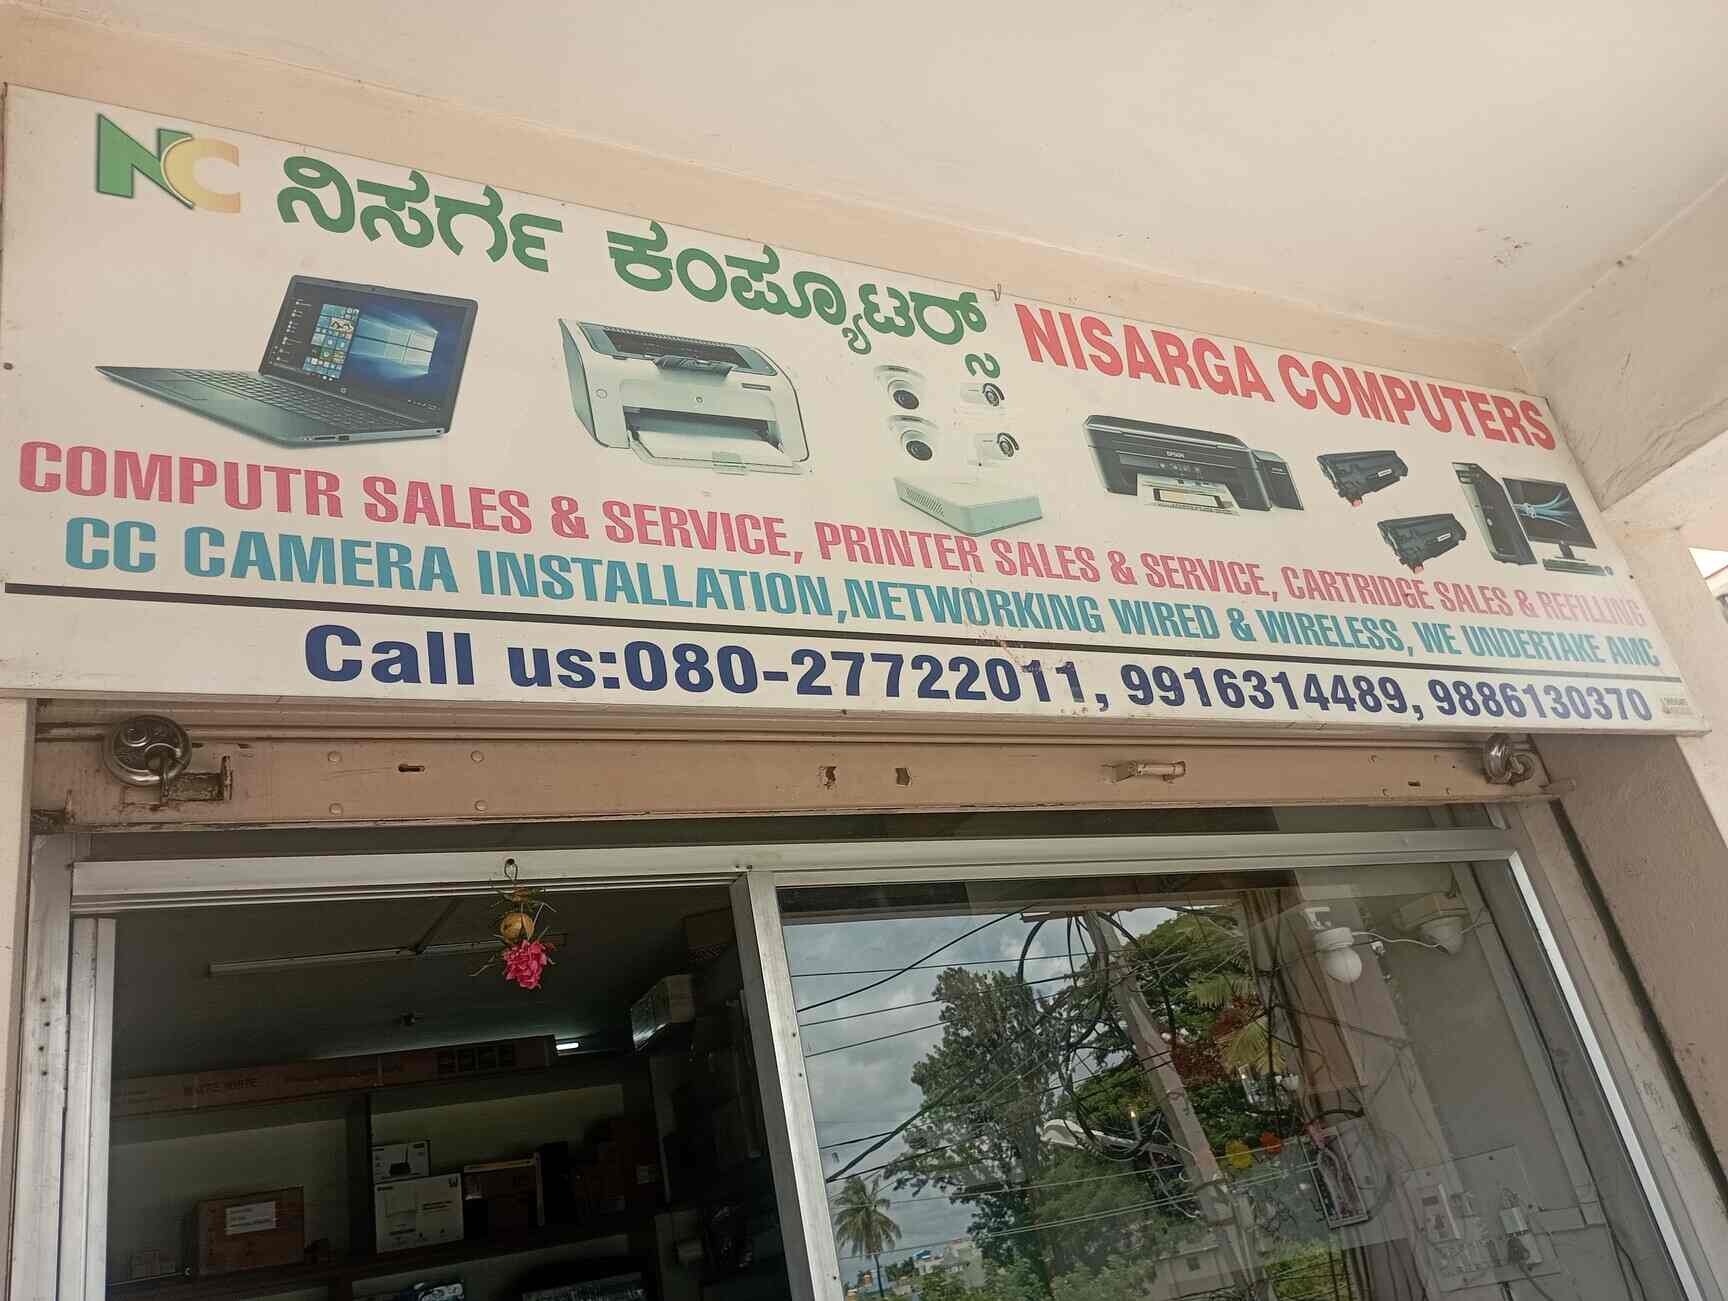 NC ನಿಸರ್ಗ ಕಂಪ್ಯೂಟರ್ಸ್ NISARGA COMPUTERS
EPSON
COMPUTR SALES & SERVICE, PRINTER SALES & SERVICE, CARTRIDGE SALES & REFILLING
CC CAMERA INSTALLATION,NETWORKING WIRED & WIRELESS, WE UNDERTAKE AMC
Call us:080-27722011, 9916314489, 9886130370